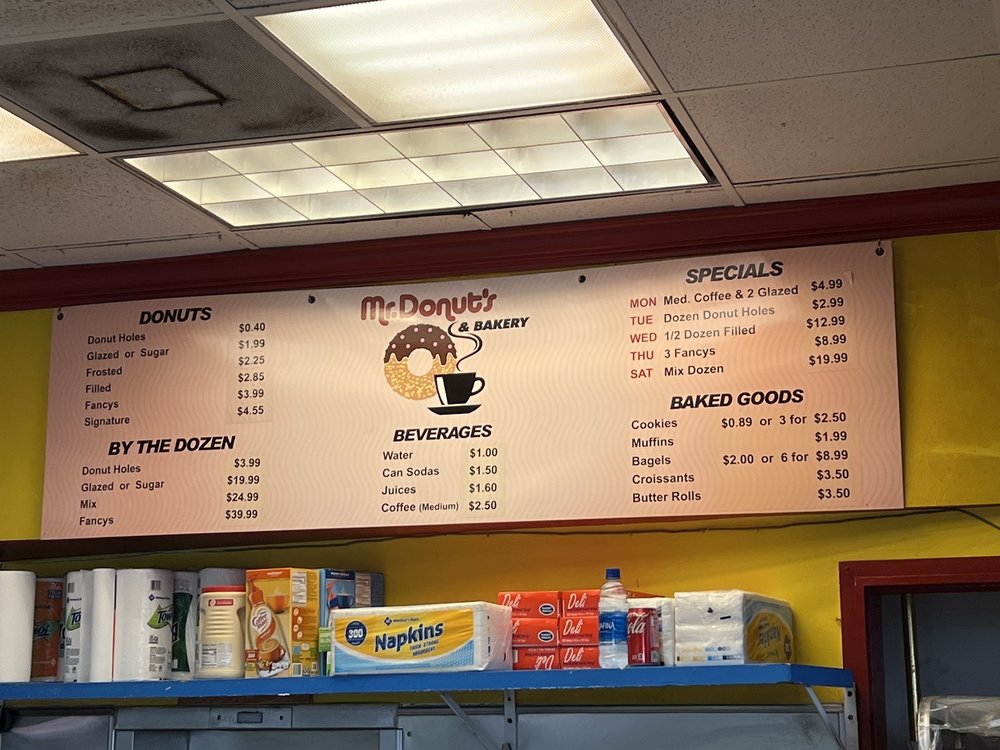 DONUTS
Donut Holes $0.40
Glazed or Sugar $1.99
Frosted $2.25
Filled $2.85
Fancys $3.99
Signature $4.55
BY THE DOZEN
Donut Holes $3.99
Glazed or Sugar $19.99
Mix $24.99
Fancys $39.99
Mr.Donut's
& BAKERY
BEVERAGES
Water $1.00
Can Sodas $1.50
Juices $1.60
Coffee (Medium) $2.50
SPECIALS
MON Med. Coffee & 2 Glazed $4.99
TUE Dozen Donut Holes $2.99
WED 1/2 Dozen Filled $12.99
THU 3 Fancys $8.99
SAT Mix Dozen $19.99
BAKED GOODS
Cookies $0.89 or 3 for $2.50
Muffins $1.99
Bagels $2.00 or 6 for $8.99
Croissants $3.50
Butter Rolls $3.50
300
Member's Mark
Napkins
THICK STRONG
ABSORBENT
Deli
Deli
Deli
Deli
Deli